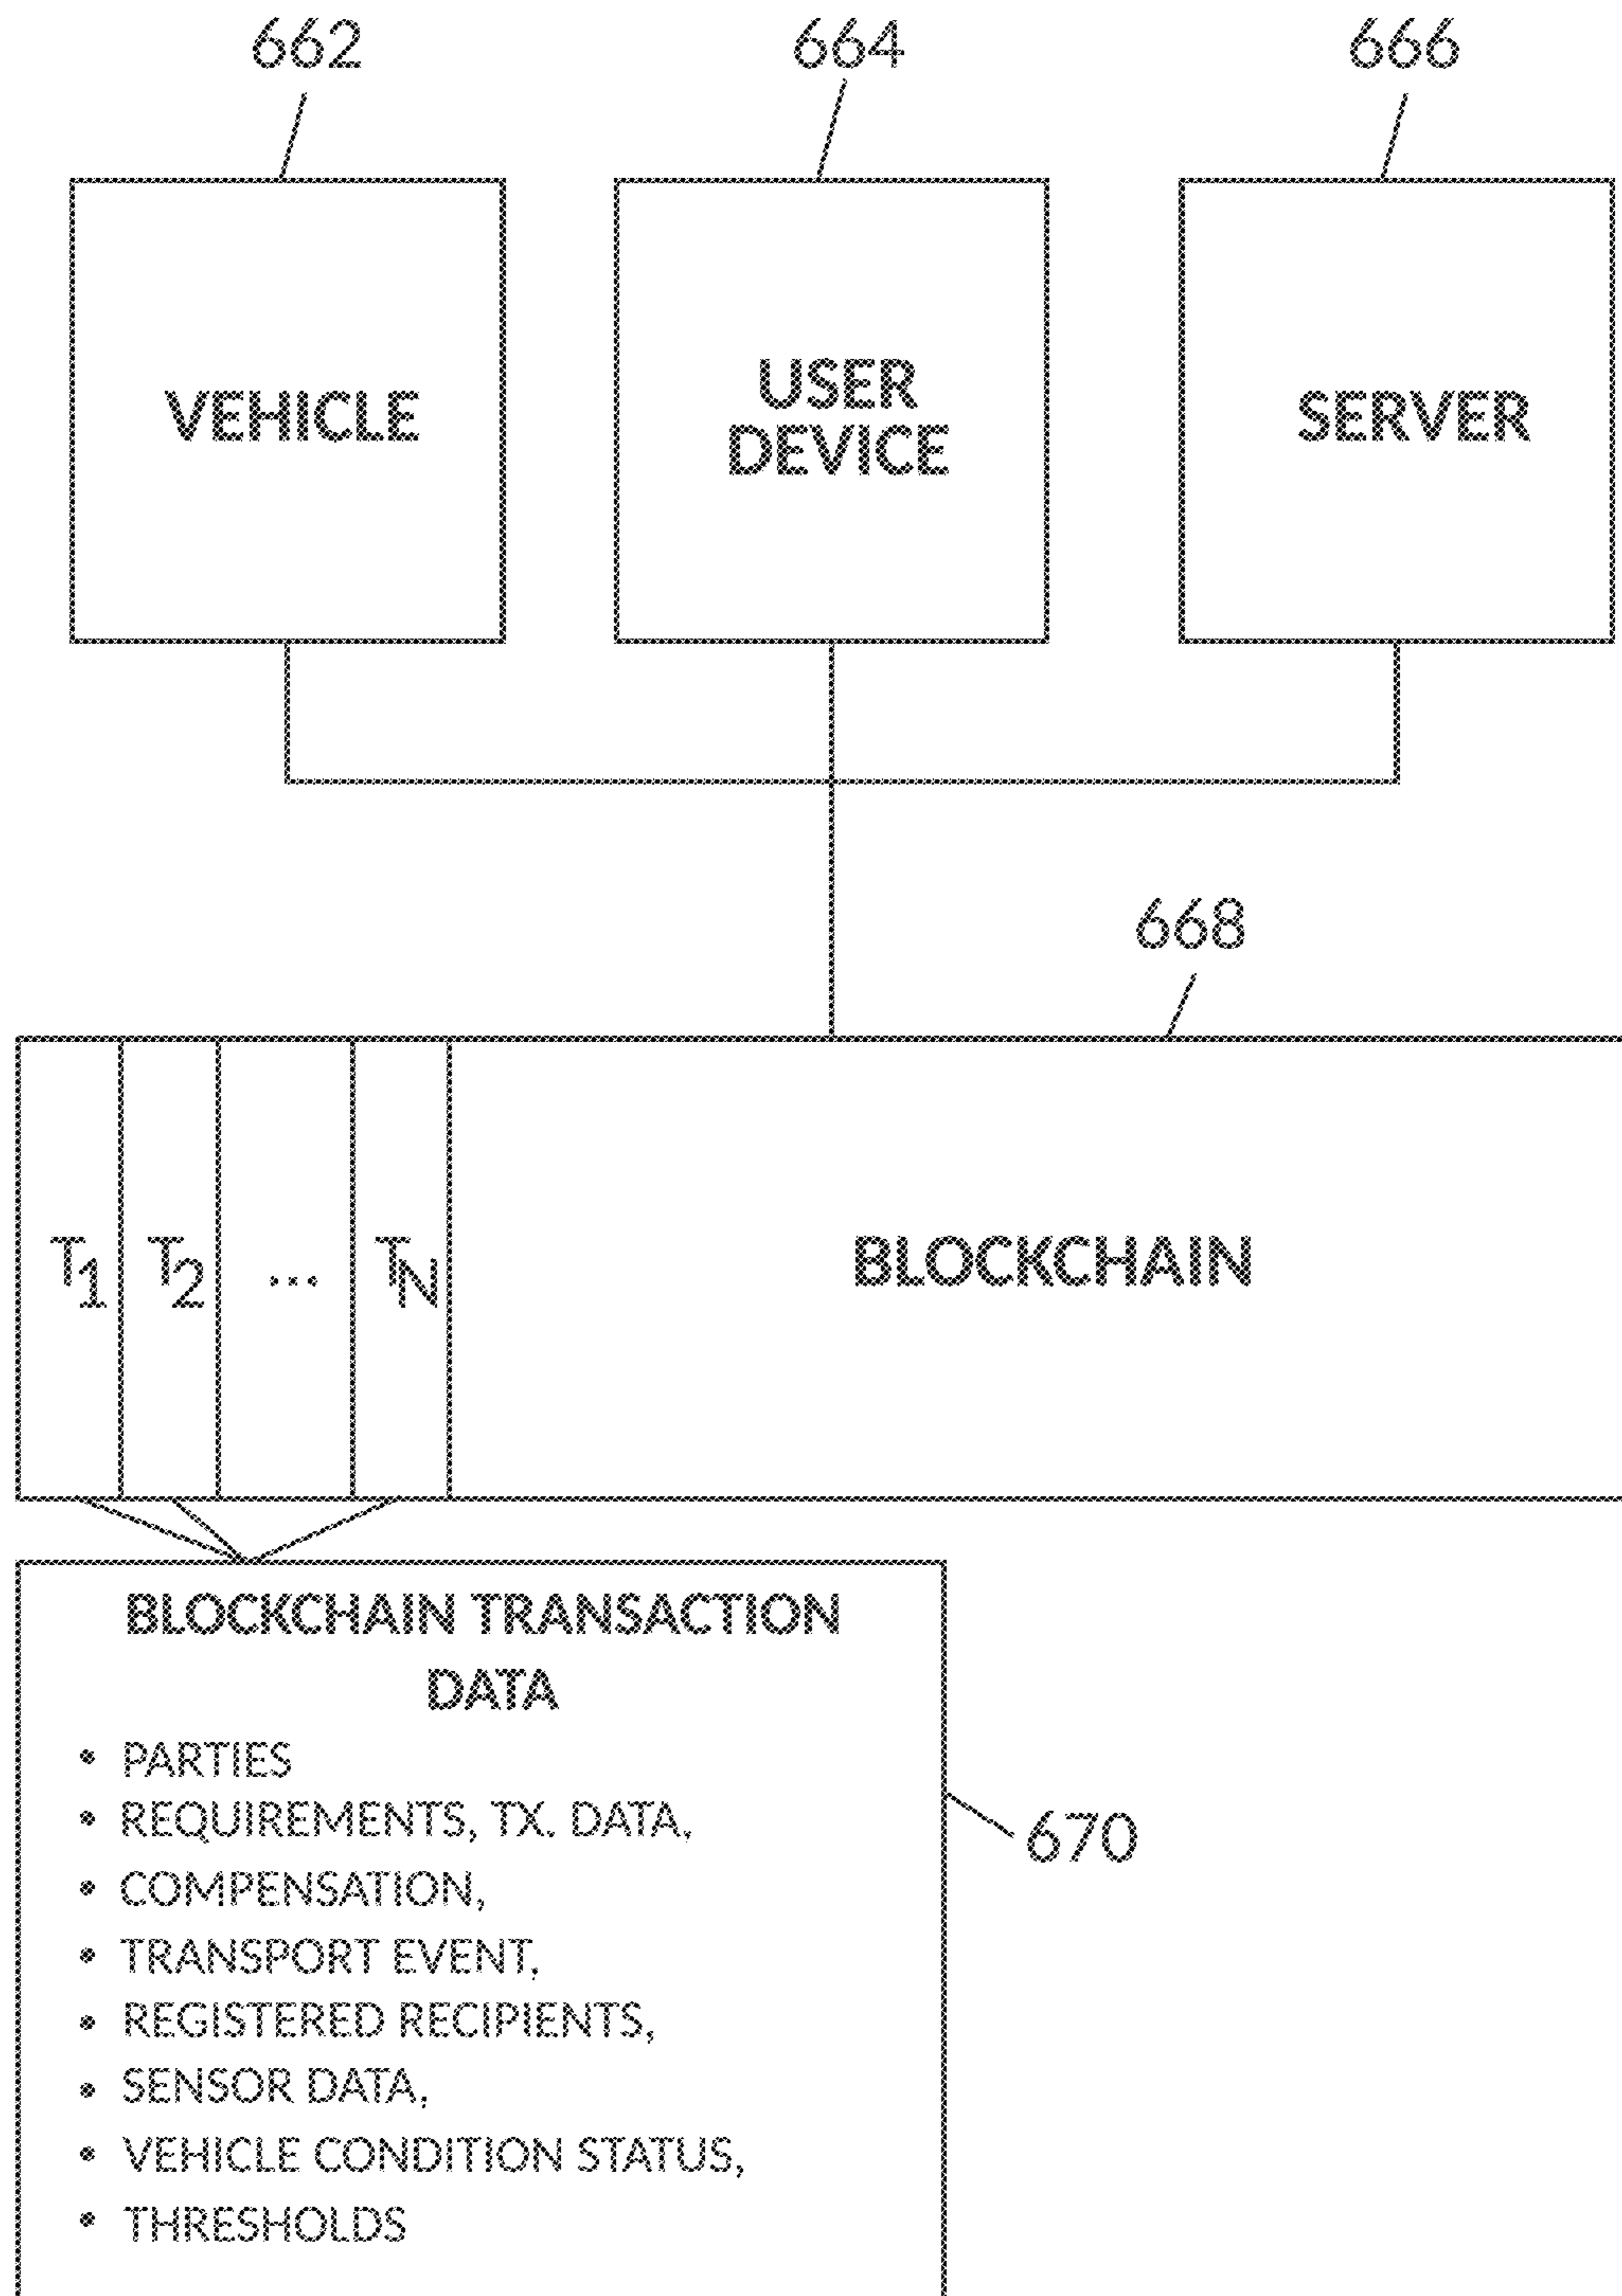 662 664 666
VEHICLE
USER
DEVICE
SERVER
668
T1 T2 ... TN
BLOCKCHAIN
BLOCKCHAIN TRANSACTION
DATA
• PARTIES
• REQUIREMENTS, TX. DATA,
• COMPENSATION,
• TRANSPORT EVENT,
• REGISTERED RECIPIENTS,
• SENSOR DATA,
• VEHICLE CONDITION STATUS,
• THRESHOLDS
670